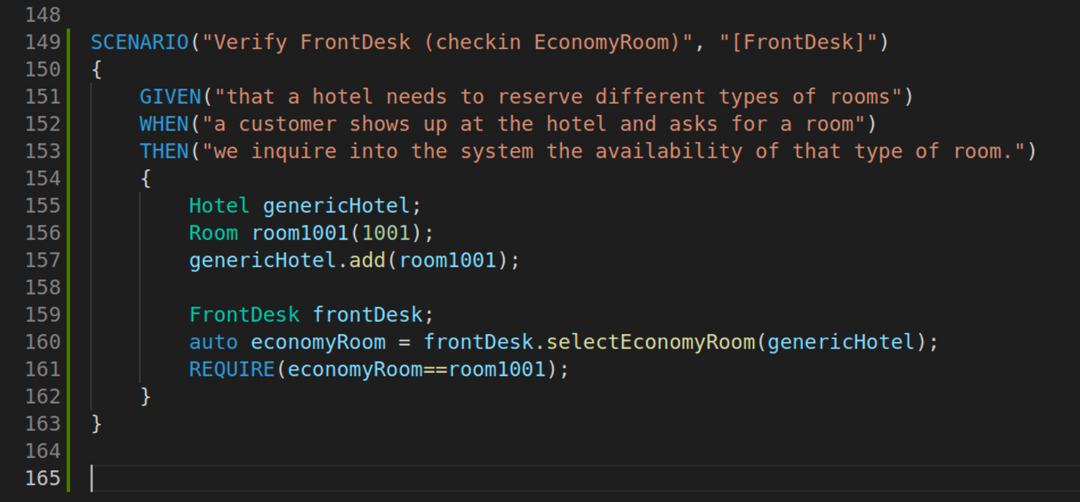 148
149 SCENARIO("Verify FrontDesk (checkin EconomyRoom)", "[FrontDesk]")
150 {
151     GIVEN("that a hotel needs to reserve different types of rooms")
152     WHEN("a customer shows up at the hotel and asks for a room")
153     THEN("we inquire into the system the availability of that type of room.")
154     {
155         Hotel genericHotel;
156         Room room1001(1001);
157         genericHotel.add(room1001);
158
159         FrontDesk frontDesk;
160         auto economyRoom = frontDesk.selectEconomyRoom(genericHotel);
161         REQUIRE(economyRoom==room1001);
162     }
163 }
164
165